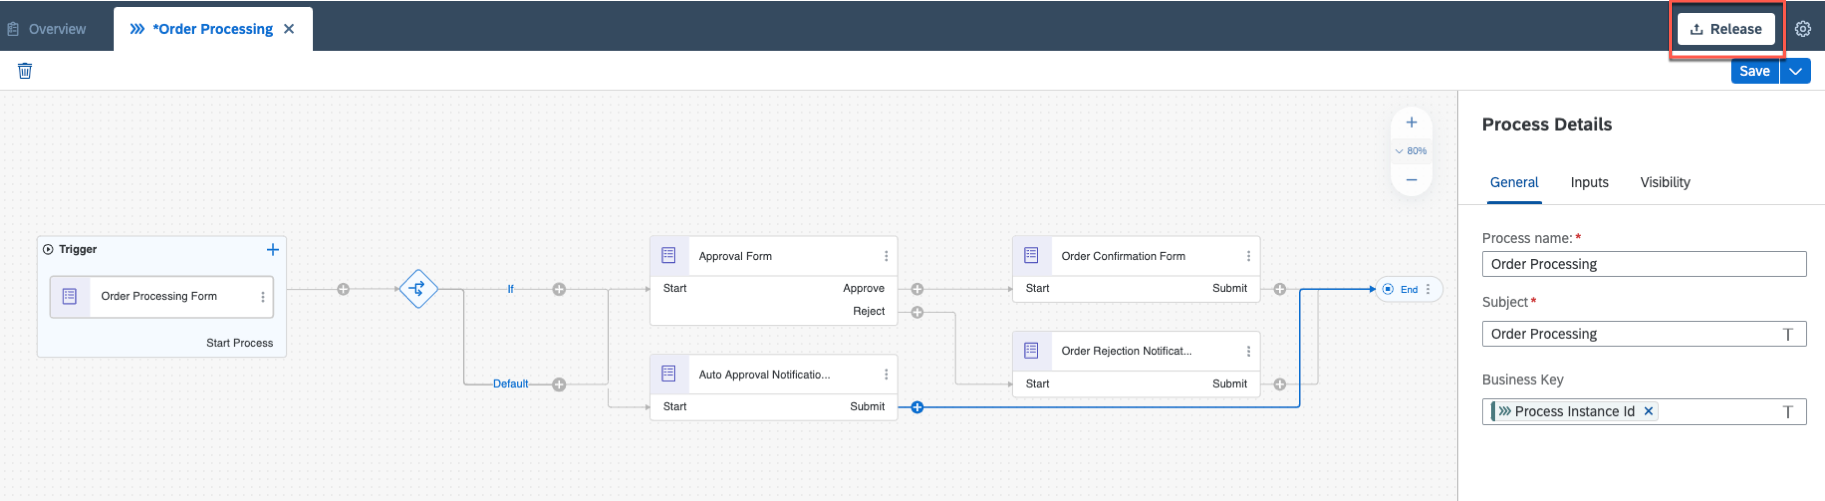 Overview
*Order Processing
Release
Save
80%
Process Details
General Inputs Visibility
Process name:*
Order Processing
Subject*
Order Processing
Business Key
Process Instance Id
Trigger
Order Processing Form
Start Process
If
Default
Approval Form
Start Approve
Reject
Auto Approval Notificatio...
Start Submit
Order Confirmation Form
Start Submit
Order Rejection Notificat...
Start Submit
End